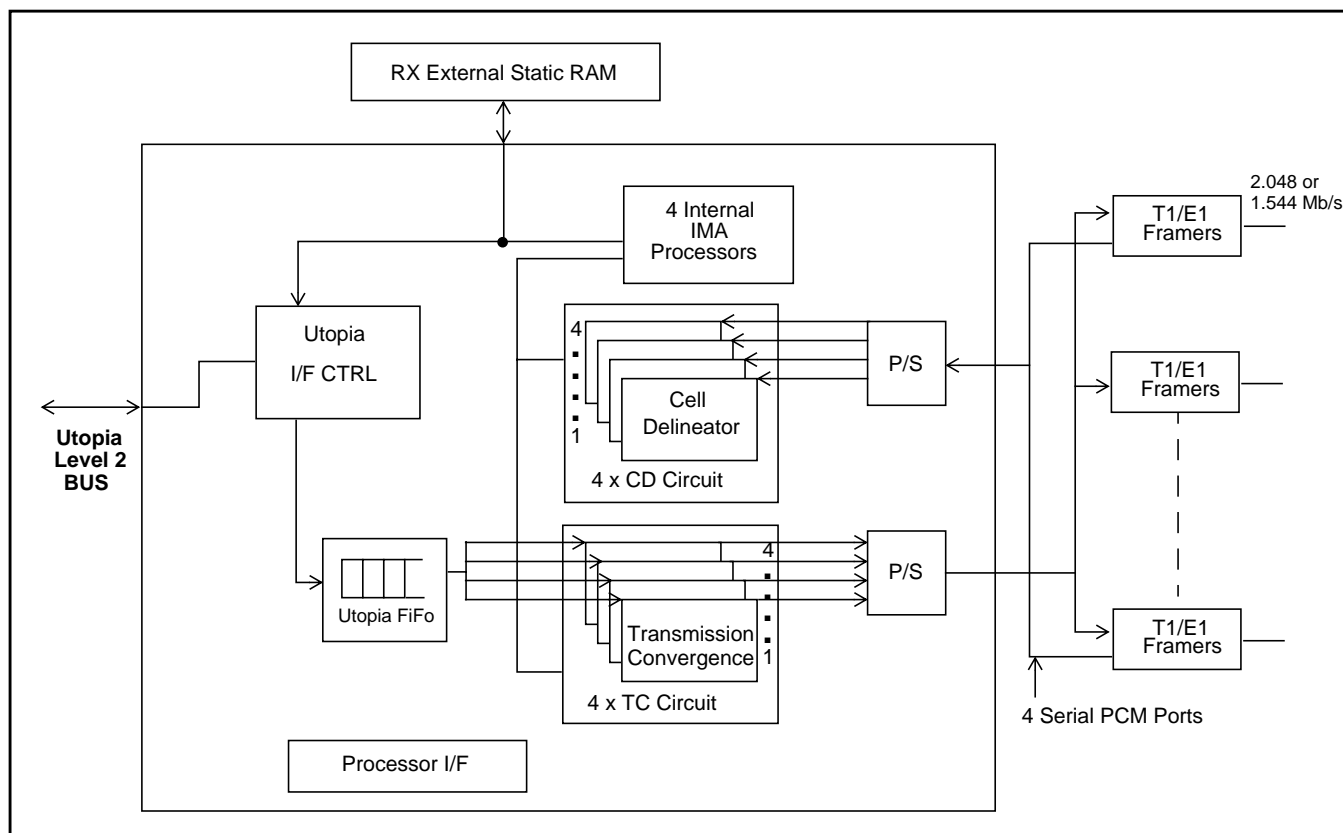 RX External Static RAM
4 Internal
IMA
Processors
2.048 or
1.544 Mb/s
T1/E1
Framers
Utopia
I/F CTRL
4
1
Cell
Delineator
4 x CD Circuit
P/S
T1/E1
Framers
Utopia
Level 2
BUS
Utopia FiFo
Transmission
Convergence
4
1
4 x TC Circuit
P/S
T1/E1
Framers
4 Serial PCM Ports
Processor I/F